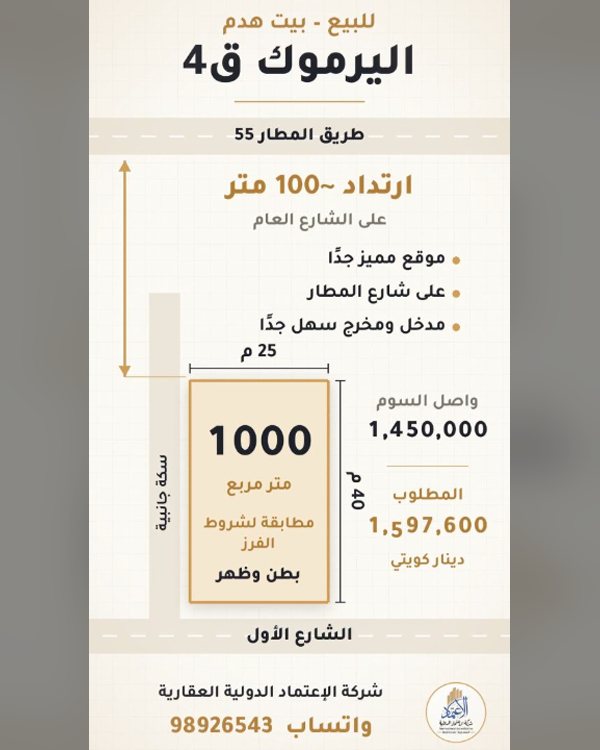 للبيع - بيت هدم
اليرموك ق4
طريق المطار 55
ارتداد ~100 متر
على الشارع العام
موقع مميز جدًا
على شارع المطار
مدخل ومخرج سهل جدًا
25 م
واصل السوم
1,450,000
1000
متر مربع
مطابقة لشروط
الفرز
بطن وظهر
40 م
سكة جانبية
المطلوب
1,597,600
دينار كويتي
الشارع الأول
شركة الإعتماد الدولية العقارية
واتساب 98926543
الاعتماد